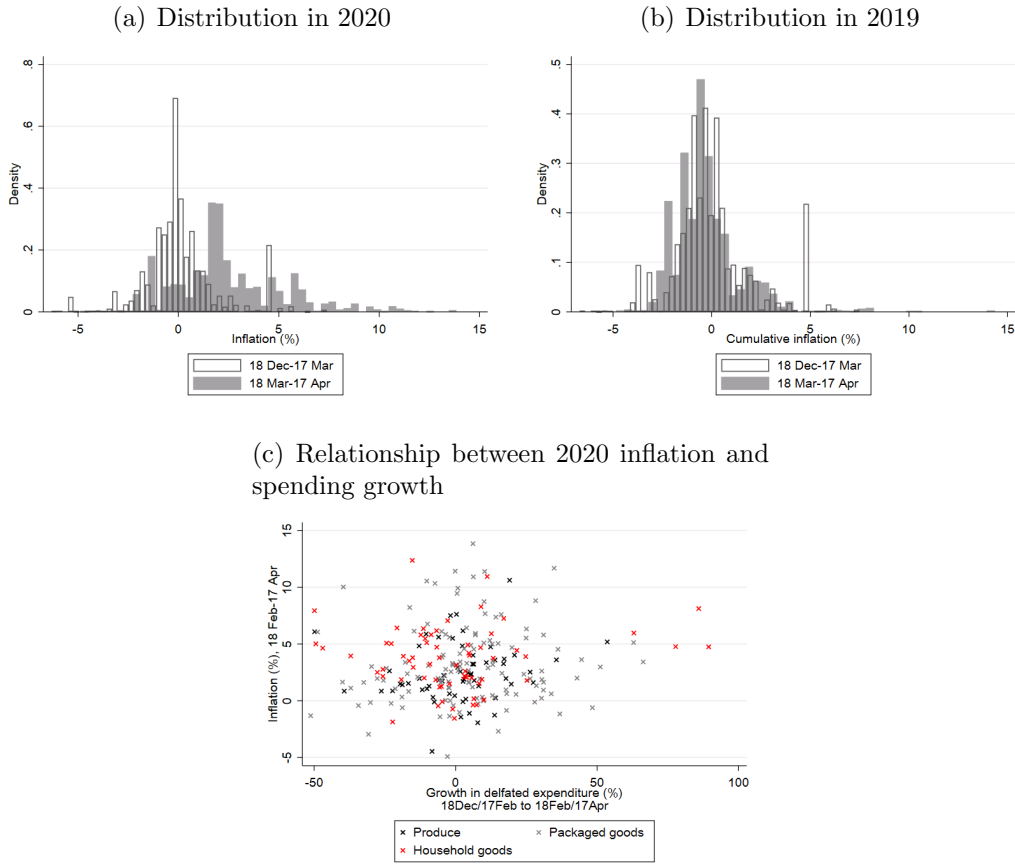 (a) Distribution in 2020
.8
.6
.4
.2
0
Density
-5
0
5
10
15
Inflation (%)
18 Dec-17 Mar
18 Mar-17 Apr
(b) Distribution in 2019
.5
.4
.3
.2
.1
0
Density
-5
0
5
10
15
Cumulative inflation (%)
18 Dec-17 Mar
18 Mar-17 Apr
(c) Relationship between 2020 inflation and
spending growth
15
10
5
0
-5
Inflation (%), 18 Feb-17 Apr
-50
0
50
100
Growth in delfated expenditure (%)
18Dec/17Feb to 18Feb/17Apr
Produce
Packaged goods
Household goods